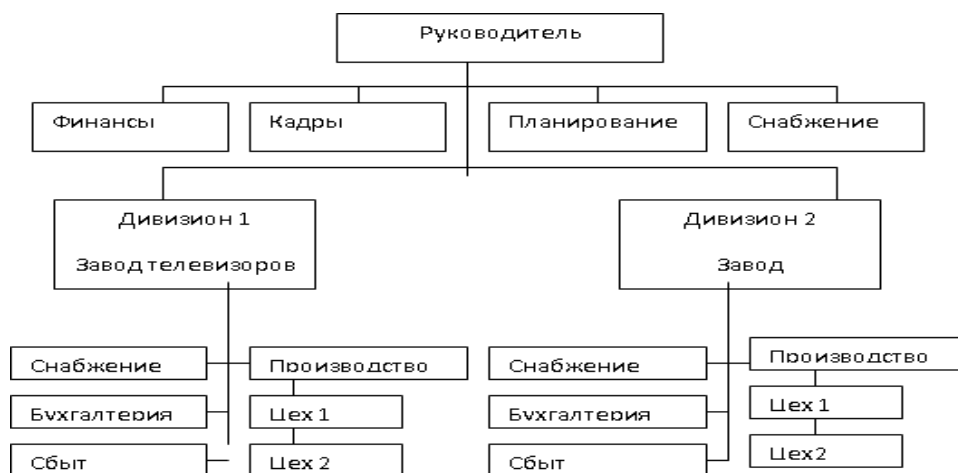 Руководитель
Финансы
Кадры
Планирование
Снабжение
Дивизион 1
Завод телевизоров
Дивизион 2
Завод
Снабжение
Производство
Бухгалтерия
Цех 1
Сбыт
Цех 2
Снабжение
Производство
Бухгалтерия
Цех 1
Сбыт
Цех2